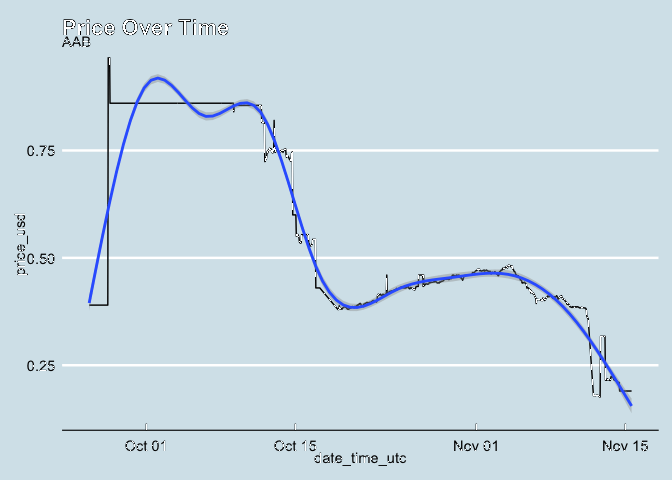 Price Over Time
AAB
0.75
price_usd
0.50
0.25
Oct 01
Oct 15
Nov 01
Nov 15
date_time_utc